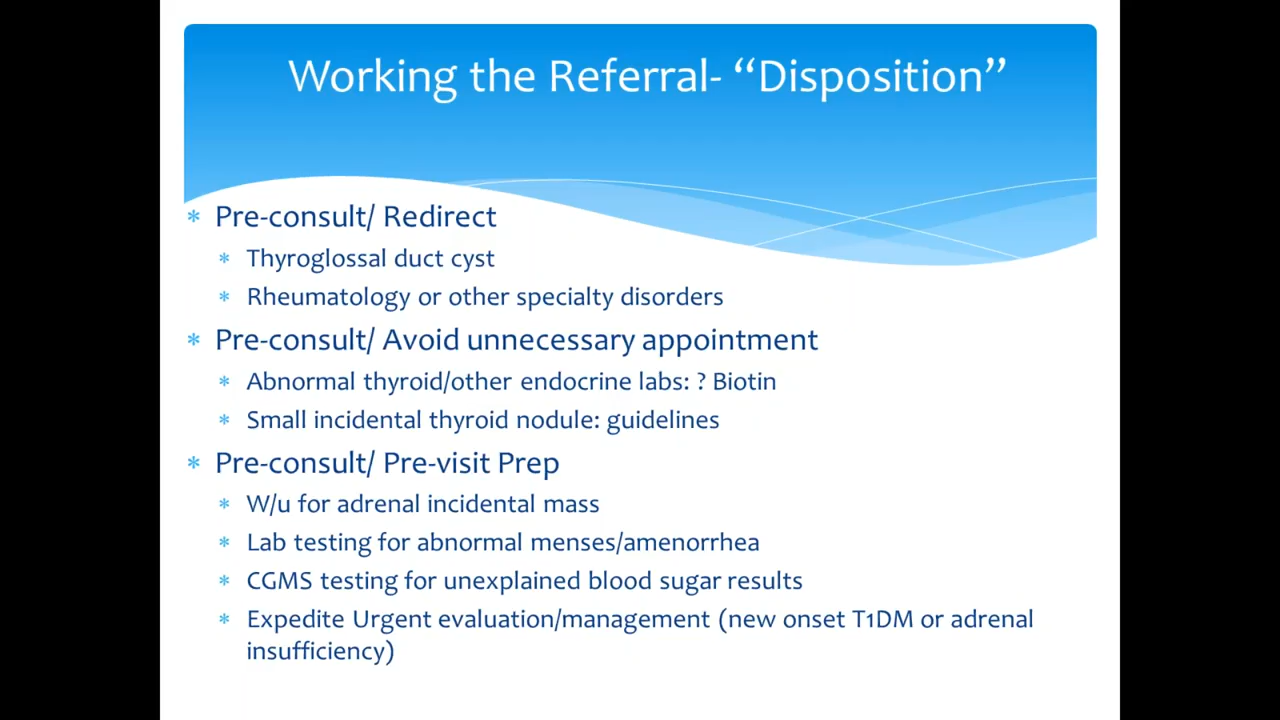 Working the Referral- “Disposition”
* Pre-consult/ Redirect
* Thyroglossal duct cyst
* Rheumatology or other specialty disorders
* Pre-consult/ Avoid unnecessary appointment
* Abnormal thyroid/other endocrine labs: ? Biotin
* Small incidental thyroid nodule: guidelines
* Pre-consult/ Pre-visit Prep
* W/u for adrenal incidental mass
* Lab testing for abnormal menses/amenorrhea
* CGMS testing for unexplained blood sugar results
* Expedite Urgent evaluation/management (new onset T1DM or adrenal
insufficiency)